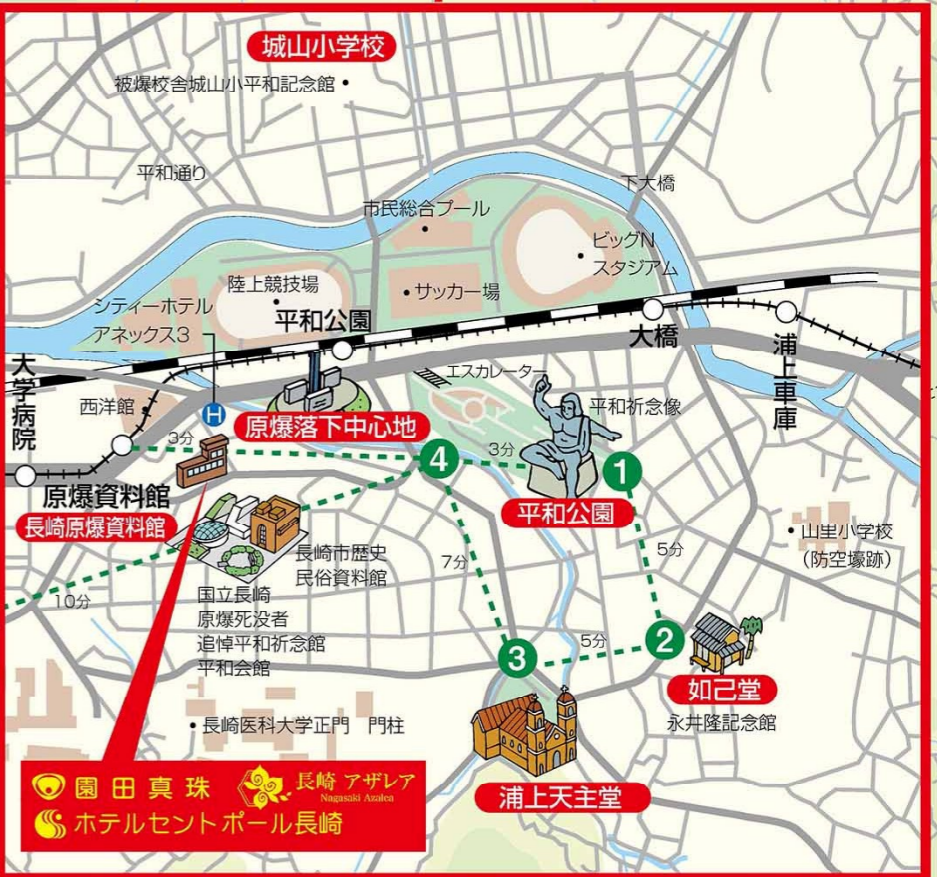 城山小学校
被爆校舎城山小平和記念館
平和通り
下大橋
市民総合プール
ビッグN
スタジアム
陸上競技場
サッカー場
シティーホテル
アネックス3
平和公園
大橋
浦上車庫
エスカレーター
大学病院
西洋館
H
原爆落下中心地
平和祈念像
3分
4
3分
1
原爆資料館
長崎原爆資料館
平和公園
山里小学校
(防空壕跡)
長崎市歴史
民俗資料館
7分
5分
10分
国立長崎
原爆死没者
追悼平和祈念館
平和会館
3
5分
2
如己堂
永井隆記念館
長崎医科大学正門 門柱
浦上天主堂
園田真珠
長崎 アザレア
Nagasaki Azalea
ホテルセントポール長崎